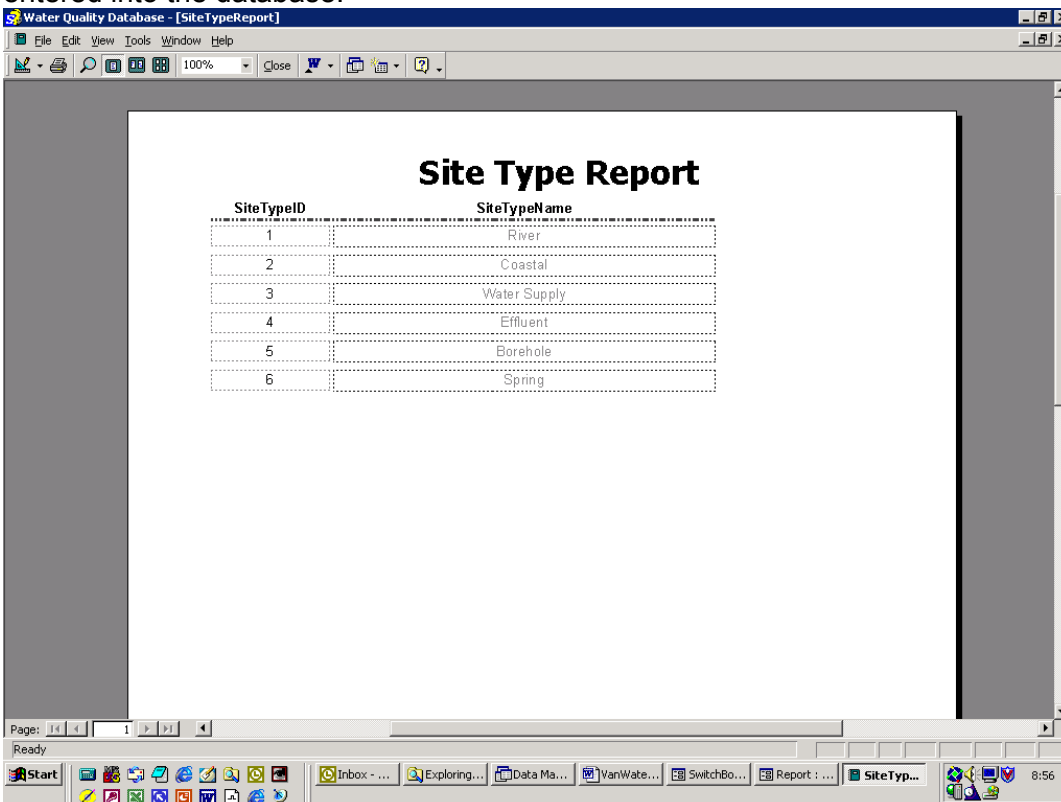 entered into the database.
Water Quality Database - [SiteTypeReport]
File Edit View Tools Window Help
100% Close
Site Type Report
SiteTypeID SiteTypeName
1 River
2 Coastal
3 Water Supply
4 Effluent
5 Borehole
6 Spring
Page: 1
Ready
Start Inbox - ... Exploring... Data Ma... VanWate... SwitchBo... Report : ... SiteTyp... 8:56